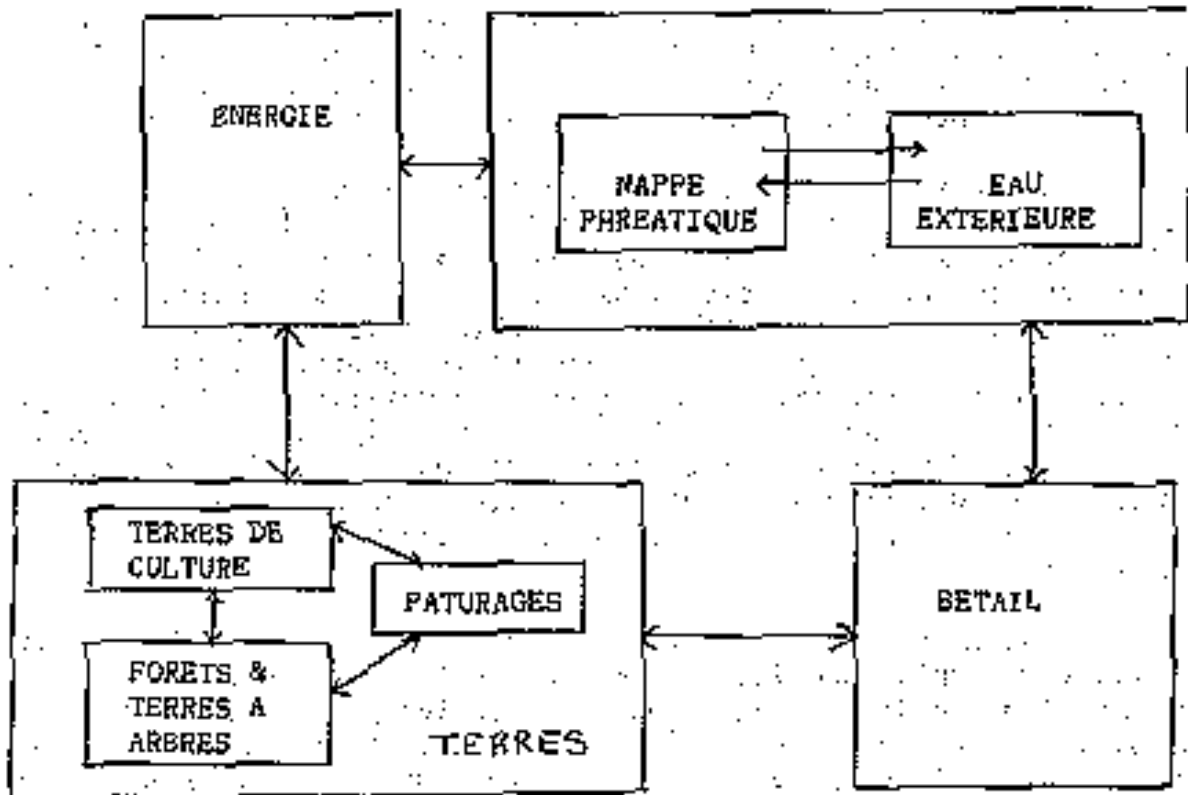 ENERGIE
NAPPE
PHREATIQUE
EAU
EXTERIEURE
TERRES DE
CULTURE
PATURAGES
FORETS &
TERRES A
ARBRES
TERRES
BETAIL